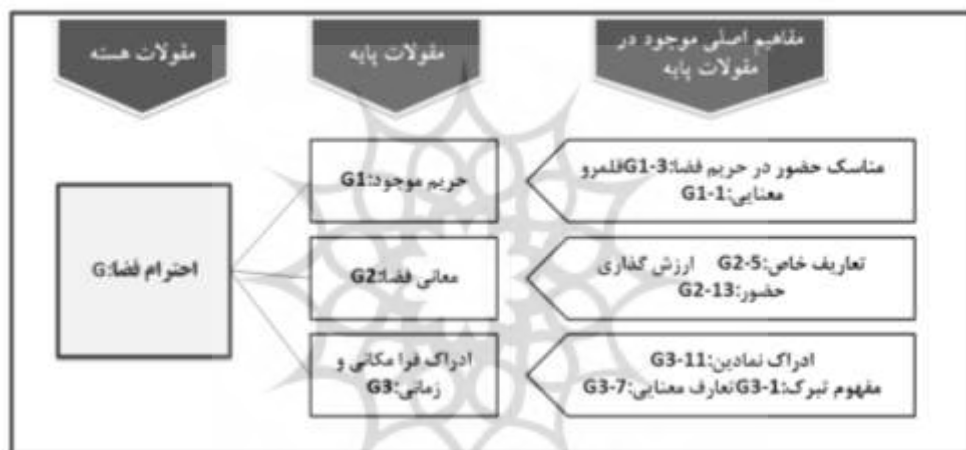 مفاهیم اصلی موجود در
مقولات پایه
مقولات پایه
مقولات هسته
مناسک حضور در حریم فضا:G1-3قلمرو
معنایی:G1-1
حریم موجود:G1
تعاریف خاص:G2-5 ارزش گذاری
حضور:G2-13
معانی فضا:G2
احترام فضا:G
ادراک نمادین:G3-11
مفهوم تبرک:G3-1تعارف معنایی:G3-7
ادراک فرا مکانی و
زمانی:G3